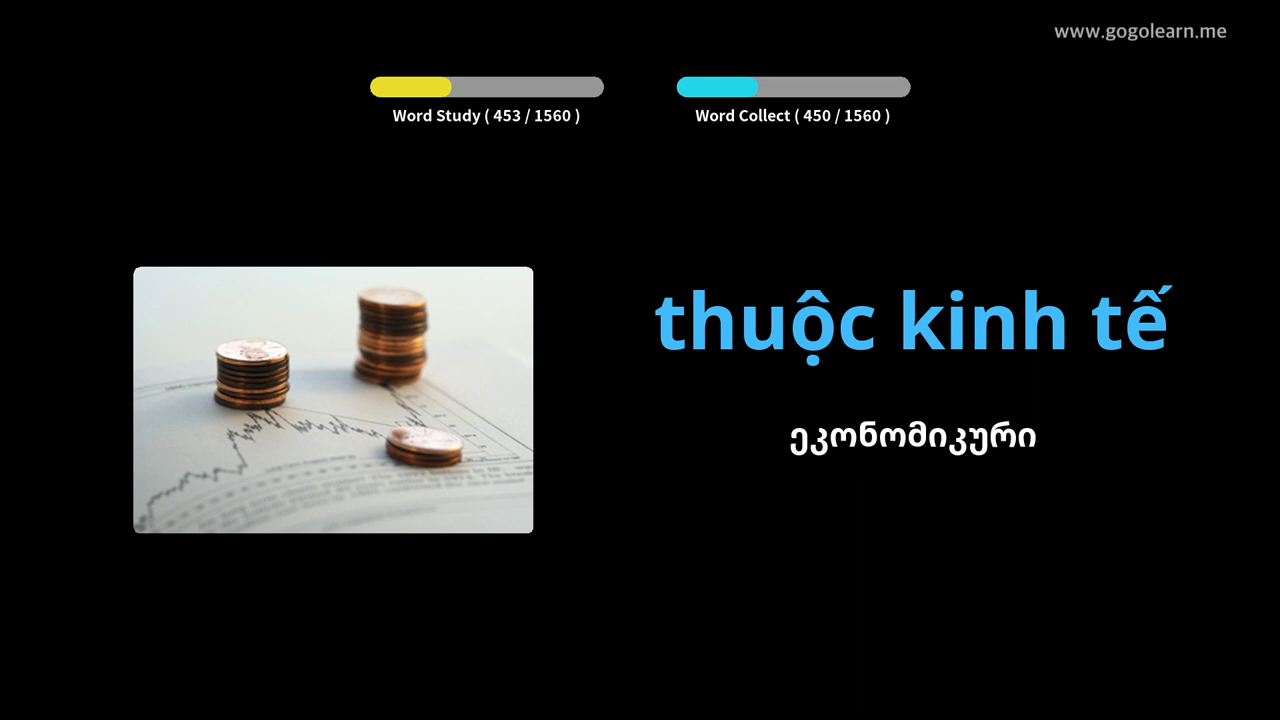 www.gogolearn.me
Word Study ( 453 / 1560 )
Word Collect ( 450 / 1560 )
thuộc kinh tế
ეკონომიკური